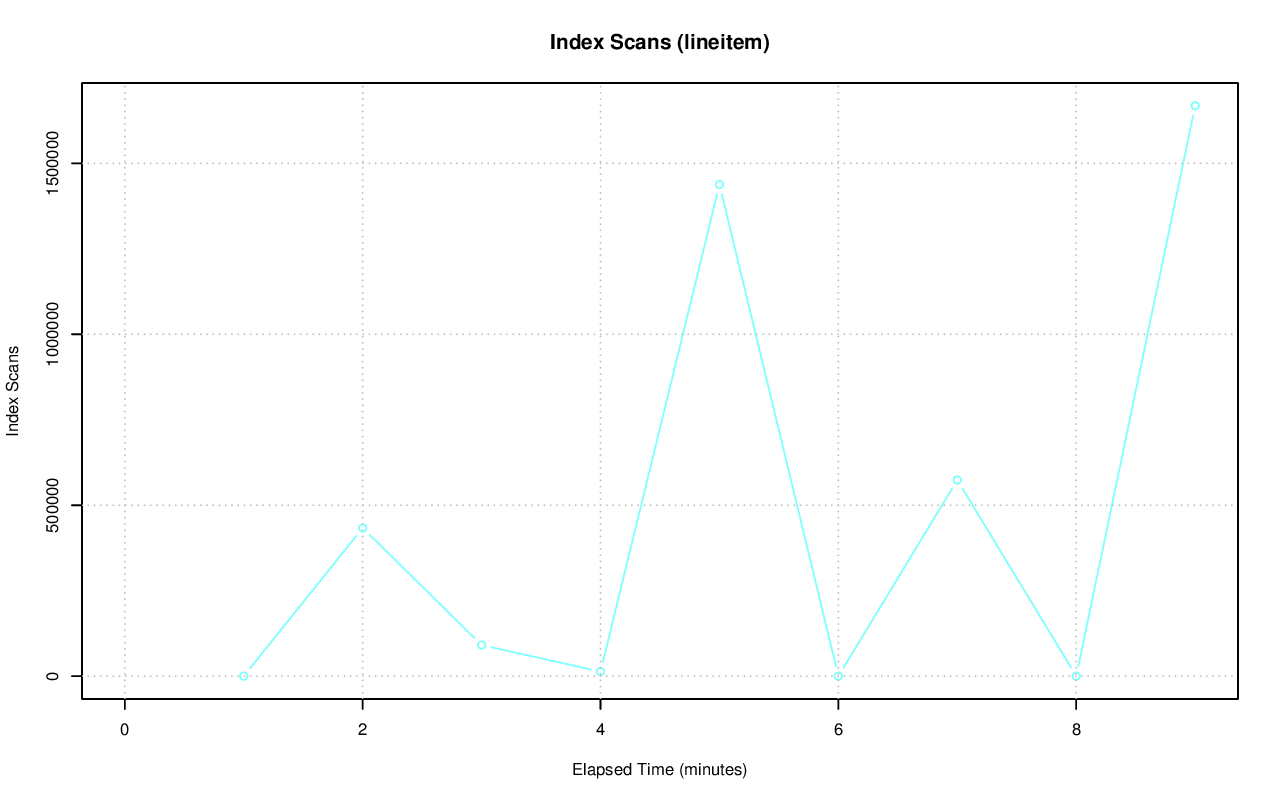 Index Scans (lineitem)
Index Scans
1500000
1000000
500000
0
0 2 4 6 8
Elapsed Time (minutes)